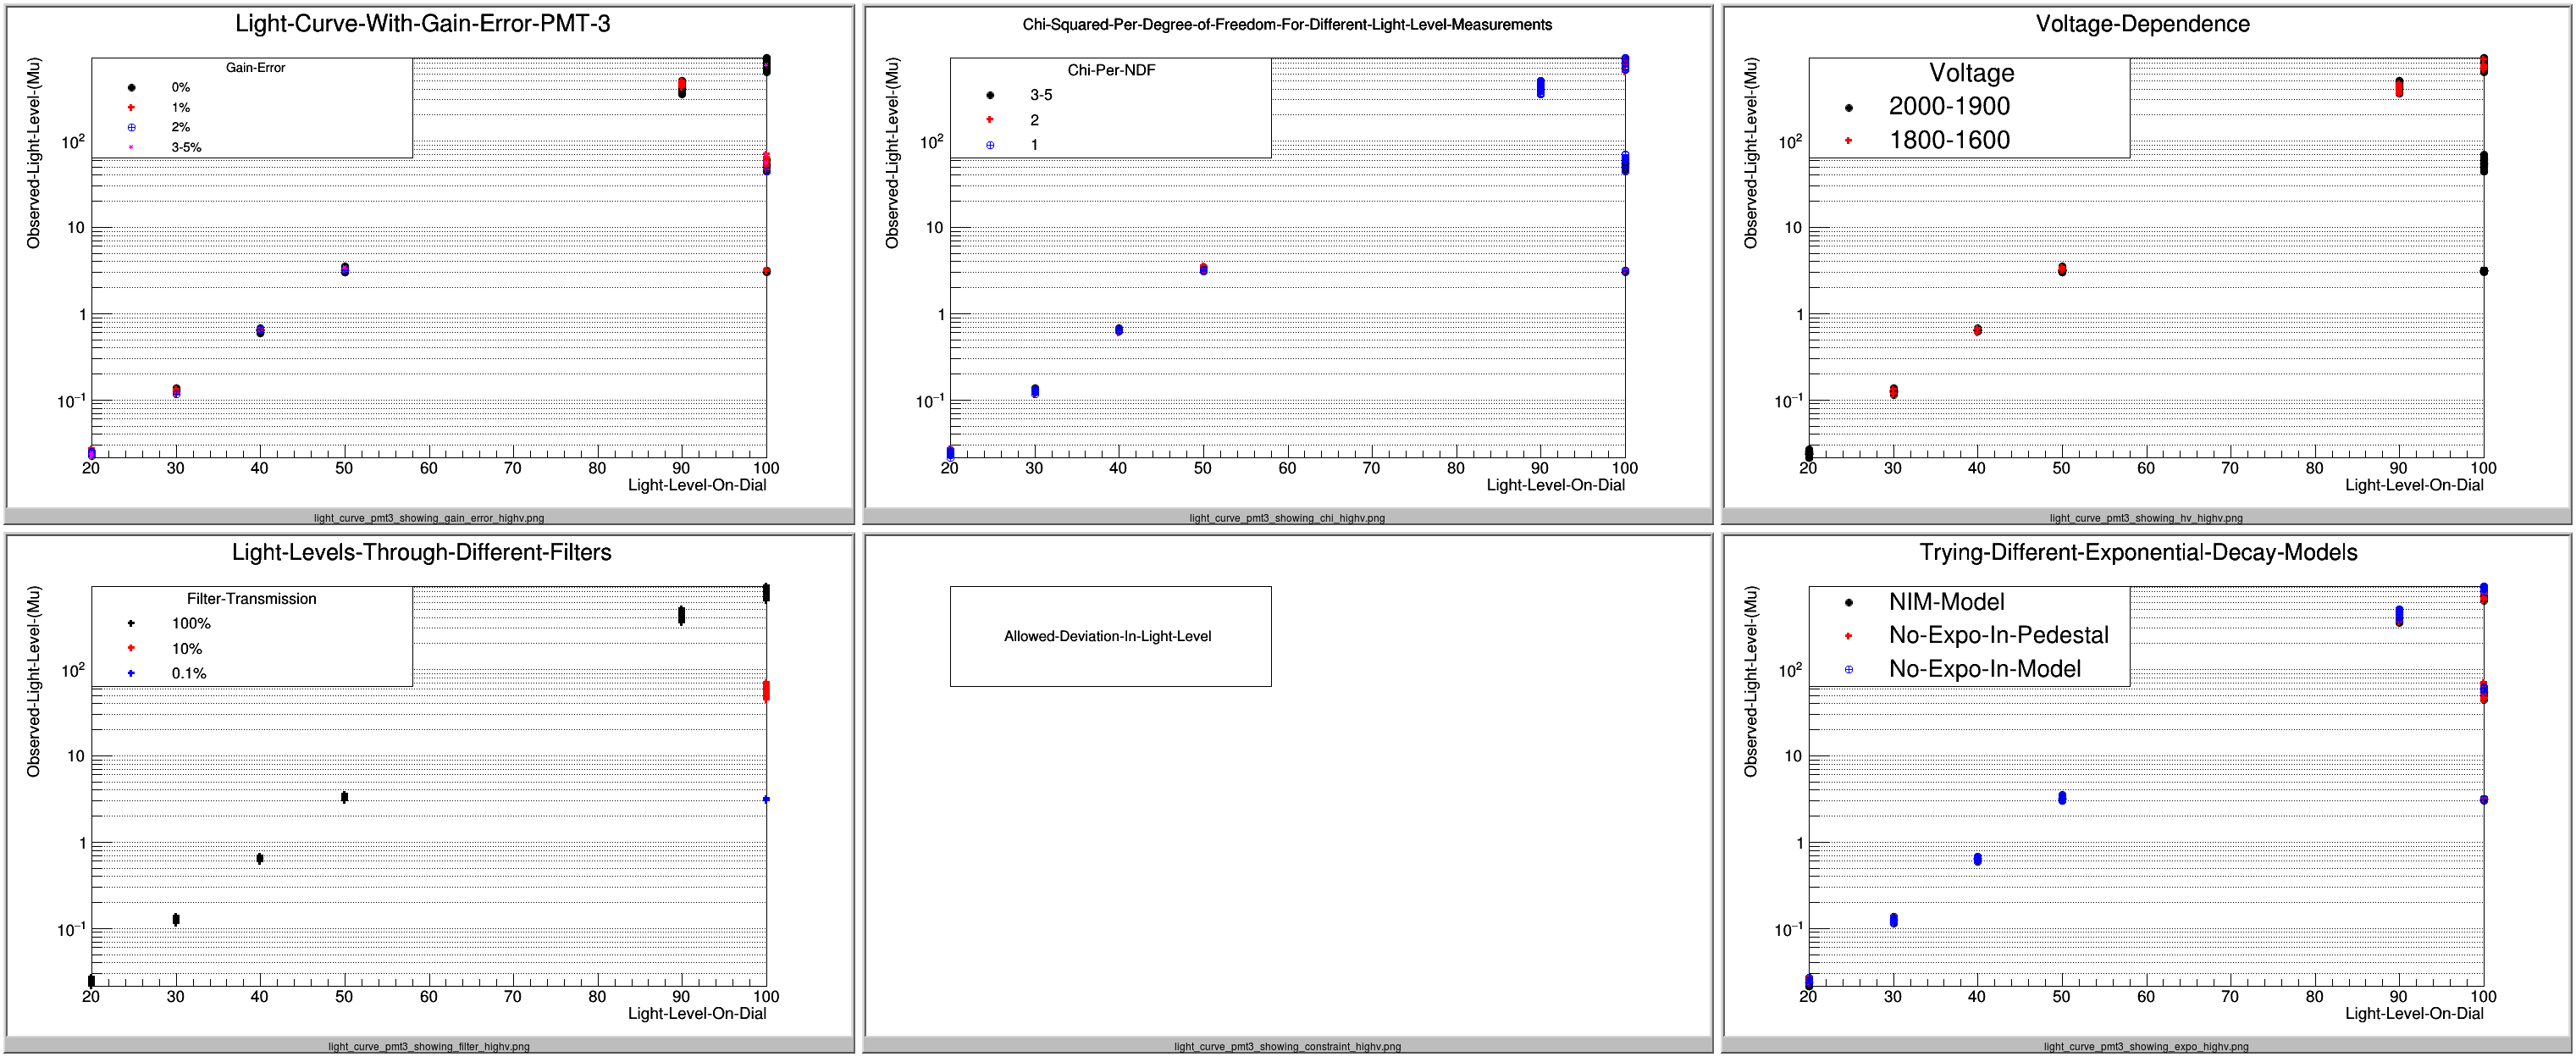 Light-Curve-With-Gain-Error-PMT-3
Observed-Light-Level-(Mu)
Gain-Error
0%
1%
2%
3-5%
10²
10
1
10⁻¹
20 30 40 50 60 70 80 90 100
Light-Level-On-Dial
light_curve_pmt3_showing_gain_error_highv.png
Chi-Squared-Per-Degree-of-Freedom-For-Different-Light-Level-Measurements
Observed-Light-Level-(Mu)
Chi-Per-NDF
3-5
2
1
10²
10
1
10⁻¹
20 30 40 50 60 70 80 90 100
Light-Level-On-Dial
light_curve_pmt3_showing_chi_highv.png
Voltage-Dependence
Observed-Light-Level-(Mu)
Voltage
2000-1900
1800-1600
10²
10
1
10⁻¹
20 30 40 50 60 70 80 90 100
Light-Level-On-Dial
light_curve_pmt3_showing_hv_highv.png
Light-Levels-Through-Different-Filters
Observed-Light-Level-(Mu)
Filter-Transmission
100%
10%
0.1%
10²
10
1
10⁻¹
20 30 40 50 60 70 80 90 100
Light-Level-On-Dial
light_curve_pmt3_showing_filter_highv.png
Allowed-Deviation-In-Light-Level
light_curve_pmt3_showing_constraint_highv.png
Trying-Different-Exponential-Decay-Models
Observed-Light-Level-(Mu)
NIM-Model
No-Expo-In-Pedestal
No-Expo-In-Model
10²
10
1
10⁻¹
20 30 40 50 60 70 80 90 100
Light-Level-On-Dial
light_curve_pmt3_showing_expo_highv.png